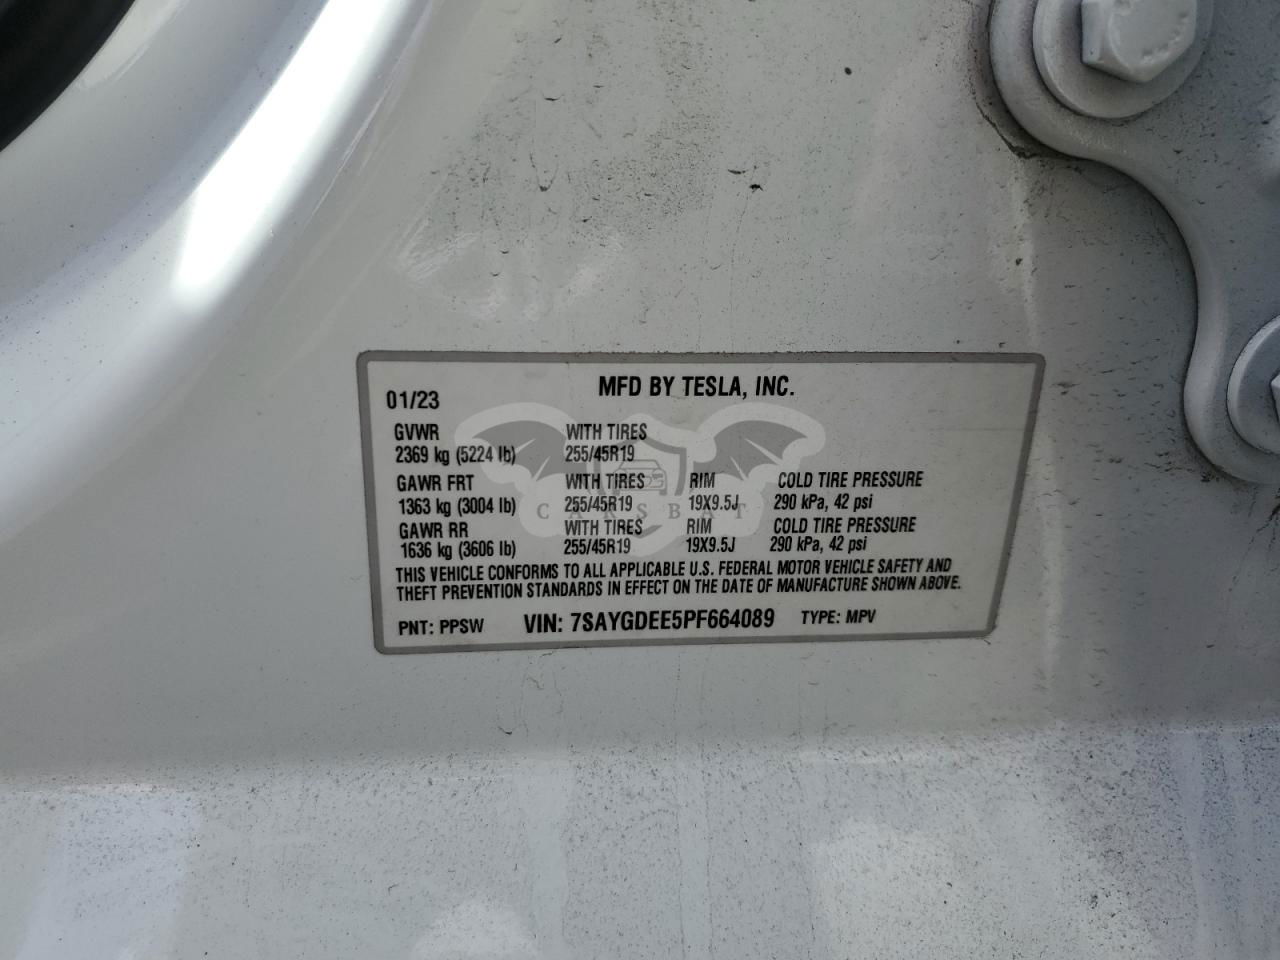 MFD BY TESLA, INC.
01/23
GVWR WITH TIRES
2369 kg (5224 lb) 255/45R19
GAWR FRT WITH TIRES RIM COLD TIRE PRESSURE
1363 kg (3004 lb) 255/45R19 19X9.5J 290 kPa, 42 psi
CARSBAT
GAWR RR WITH TIRES RIM COLD TIRE PRESSURE
1636 kg (3606 lb) 255/45R19 19X9.5J 290 kPa, 42 psi
THIS VEHICLE CONFORMS TO ALL APPLICABLE U.S. FEDERAL MOTOR VEHICLE SAFETY AND
THEFT PREVENTION STANDARDS IN EFFECT ON THE DATE OF MANUFACTURE SHOWN ABOVE.
PNT: PPSW VIN: 7SAYGDEE5PF664089 TYPE: MPV